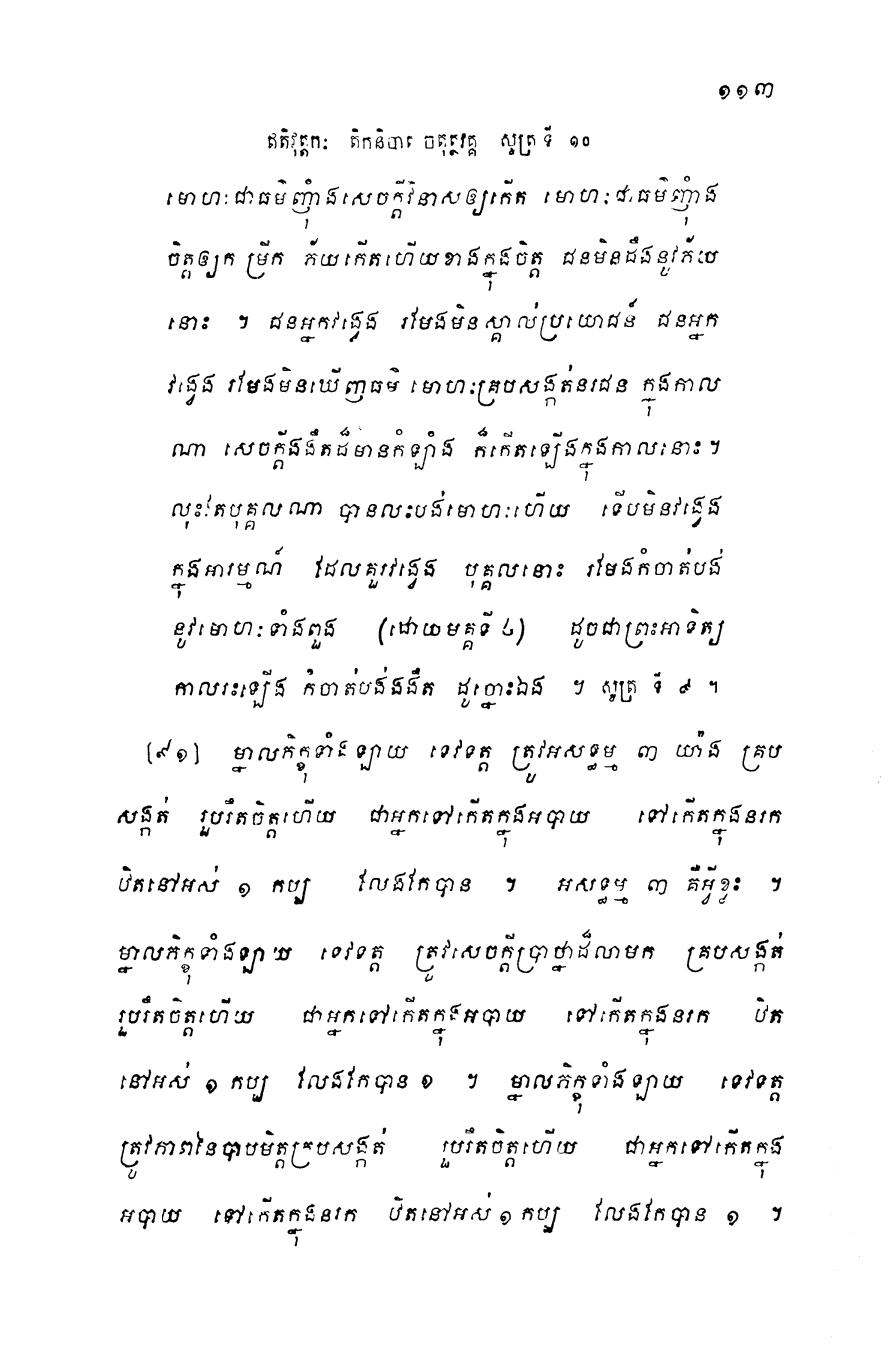 ១១៣
ឥតិវុត្តកៈ តិកនិបាត ចតុត្ថវគ្គ សូត្រ ទី ១០
មោហៈជាធម៌ញុំាងសេចក្តីវិនាសឲ្យកើត មោហៈជាធម៌ញុំាង
ចិត្តឲ្យកម្រើក ភ័យកើតហើយខាងក្នុងចិត្ត ជនមិនដឹងនូវភ័យ
នោះ ។ ជនអ្នកវង្វេង រមែងមិនស្គាល់ប្រយោជន៍ ជនអ្នក
វង្វេង រមែងមិនឃើញធម៌ មោហៈគ្របសង្កត់នរជន ក្នុងកាល
ណា សេចក្តីងងឹតដ៏មានកំឡាំង ក៏កើតឡើងក្នុងកាលនោះ ។
លុះតែបុគ្គលណា បានលះបង់មោហៈហើយ ទើបមិនវង្វេង
ក្នុងអារម្មណ៍ ដែលគួរវង្វេង បុគ្គលនោះ រមែងកំចាត់បង់
នូវមោហៈទាំងពួង (ដោយមគ្គទី ៤) ដូចជាព្រះអាទិត្យ
កាលរះឡើង កំចាត់បង់ងងឹត ដូច្នោះឯង ។ សូត្រ ទី ៩ ។
[៩១] ម្នាលភិក្ខុទាំងឡាយ ទេវទត្ត ត្រូវអសទ្ធម្ម ៣ យ៉ាង គ្រប
សង្កត់ រួបរឹតចិត្តហើយ ជាអ្នកទៅកើតក្នុងអបាយ ទៅកើតក្នុងនរក
ឋិតនៅអស់ ១ កប្ប លែងកែបាន ។ អសទ្ធម្ម ៣ គឺអ្វីខ្លះ ។
ម្នាលភិក្ខុទាំងឡាយ ទេវទត្ត ត្រូវសេចក្តីប្រាថ្នាដ៏លាមក គ្របសង្កត់
រួបរឹតចិត្តហើយ ជាអ្នកទៅកើតក្នុងអបាយ ទៅកើតក្នុងនរក ឋិត
នៅអស់ ១ កប្ប លែងកែបាន ១ ។ ម្នាលភិក្ខុទាំងឡាយ ទេវទត្ត
ត្រូវភាពនៃបាបមិត្តគ្របសង្កត់ រួបរឹតចិត្តហើយ ជាអ្នកទៅកើតក្នុង
អបាយ ទៅកើតក្នុងនរក ឋិតនៅអស់ ១ កប្ប លែងកែបាន ១ ។